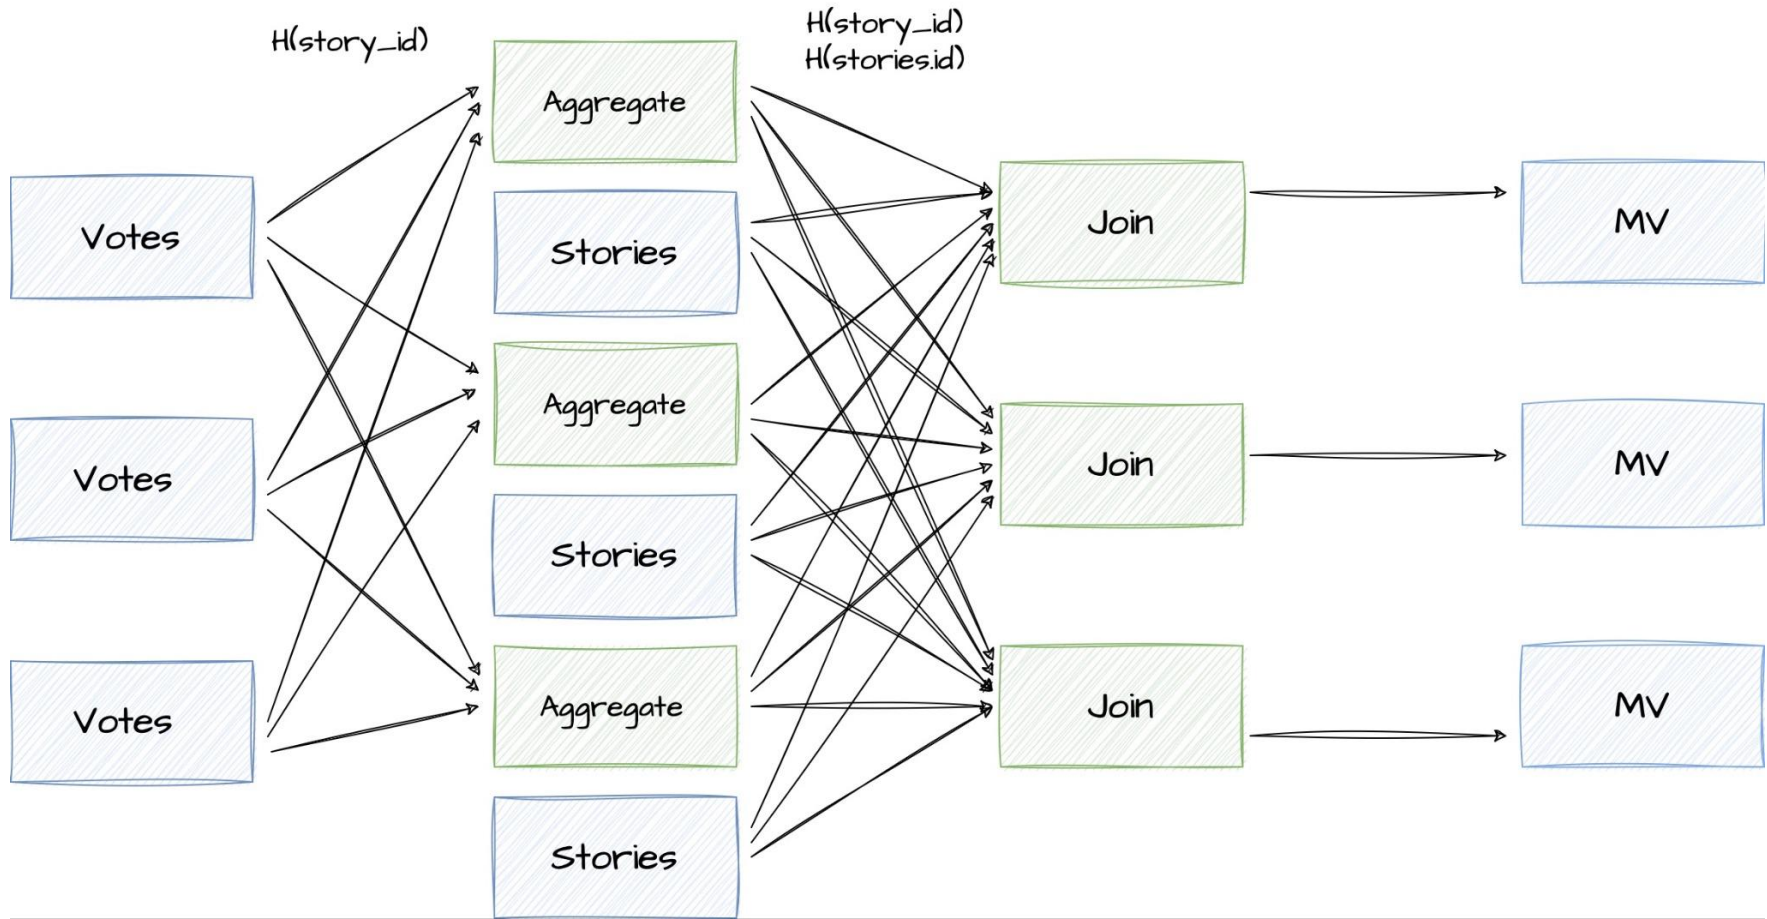 H(story_id)
H(story_id)
H(stories.id)
Aggregate
Votes
Stories
Join
MV
Aggregate
Votes
Stories
Join
MV
Aggregate
Votes
Stories
Join
MV